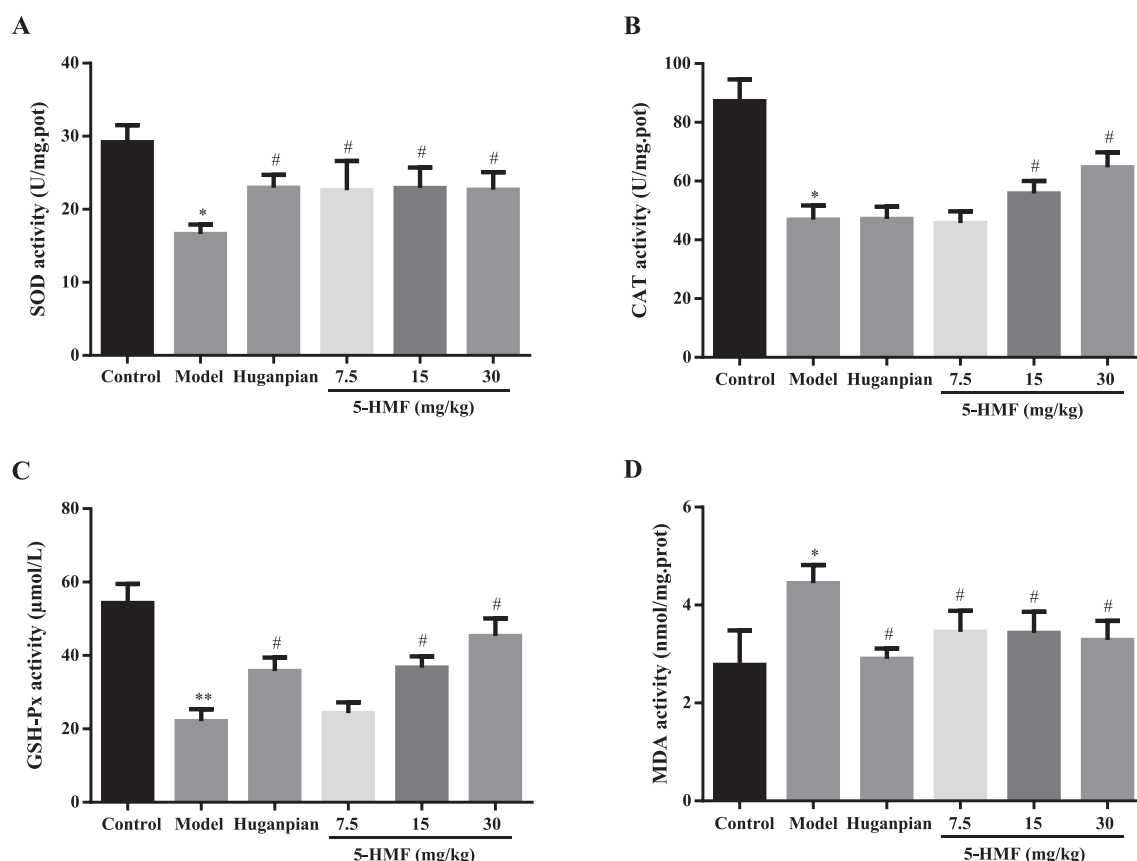 A
SOD activity (U/mg.pot)
40
30
20
10
0
*
#
#
#
#
Control Model Huganpian 7.5 15 30
5-HMF (mg/kg)
B
CAT activity (U/mg.pot)
100
80
60
40
20
0
*
#
#
Control Model Huganpian 7.5 15 30
5-HMF (mg/kg)
C
GSH-Px activity (μmol/L)
80
60
40
20
0
**
#
#
#
Control Model Huganpian 7.5 15 30
5-HMF (mg/kg)
D
MDA activity (nmol/mg.prot)
6
4
2
0
*
#
#
#
#
Control Model Huganpian 7.5 15 30
5-HMF (mg/kg)